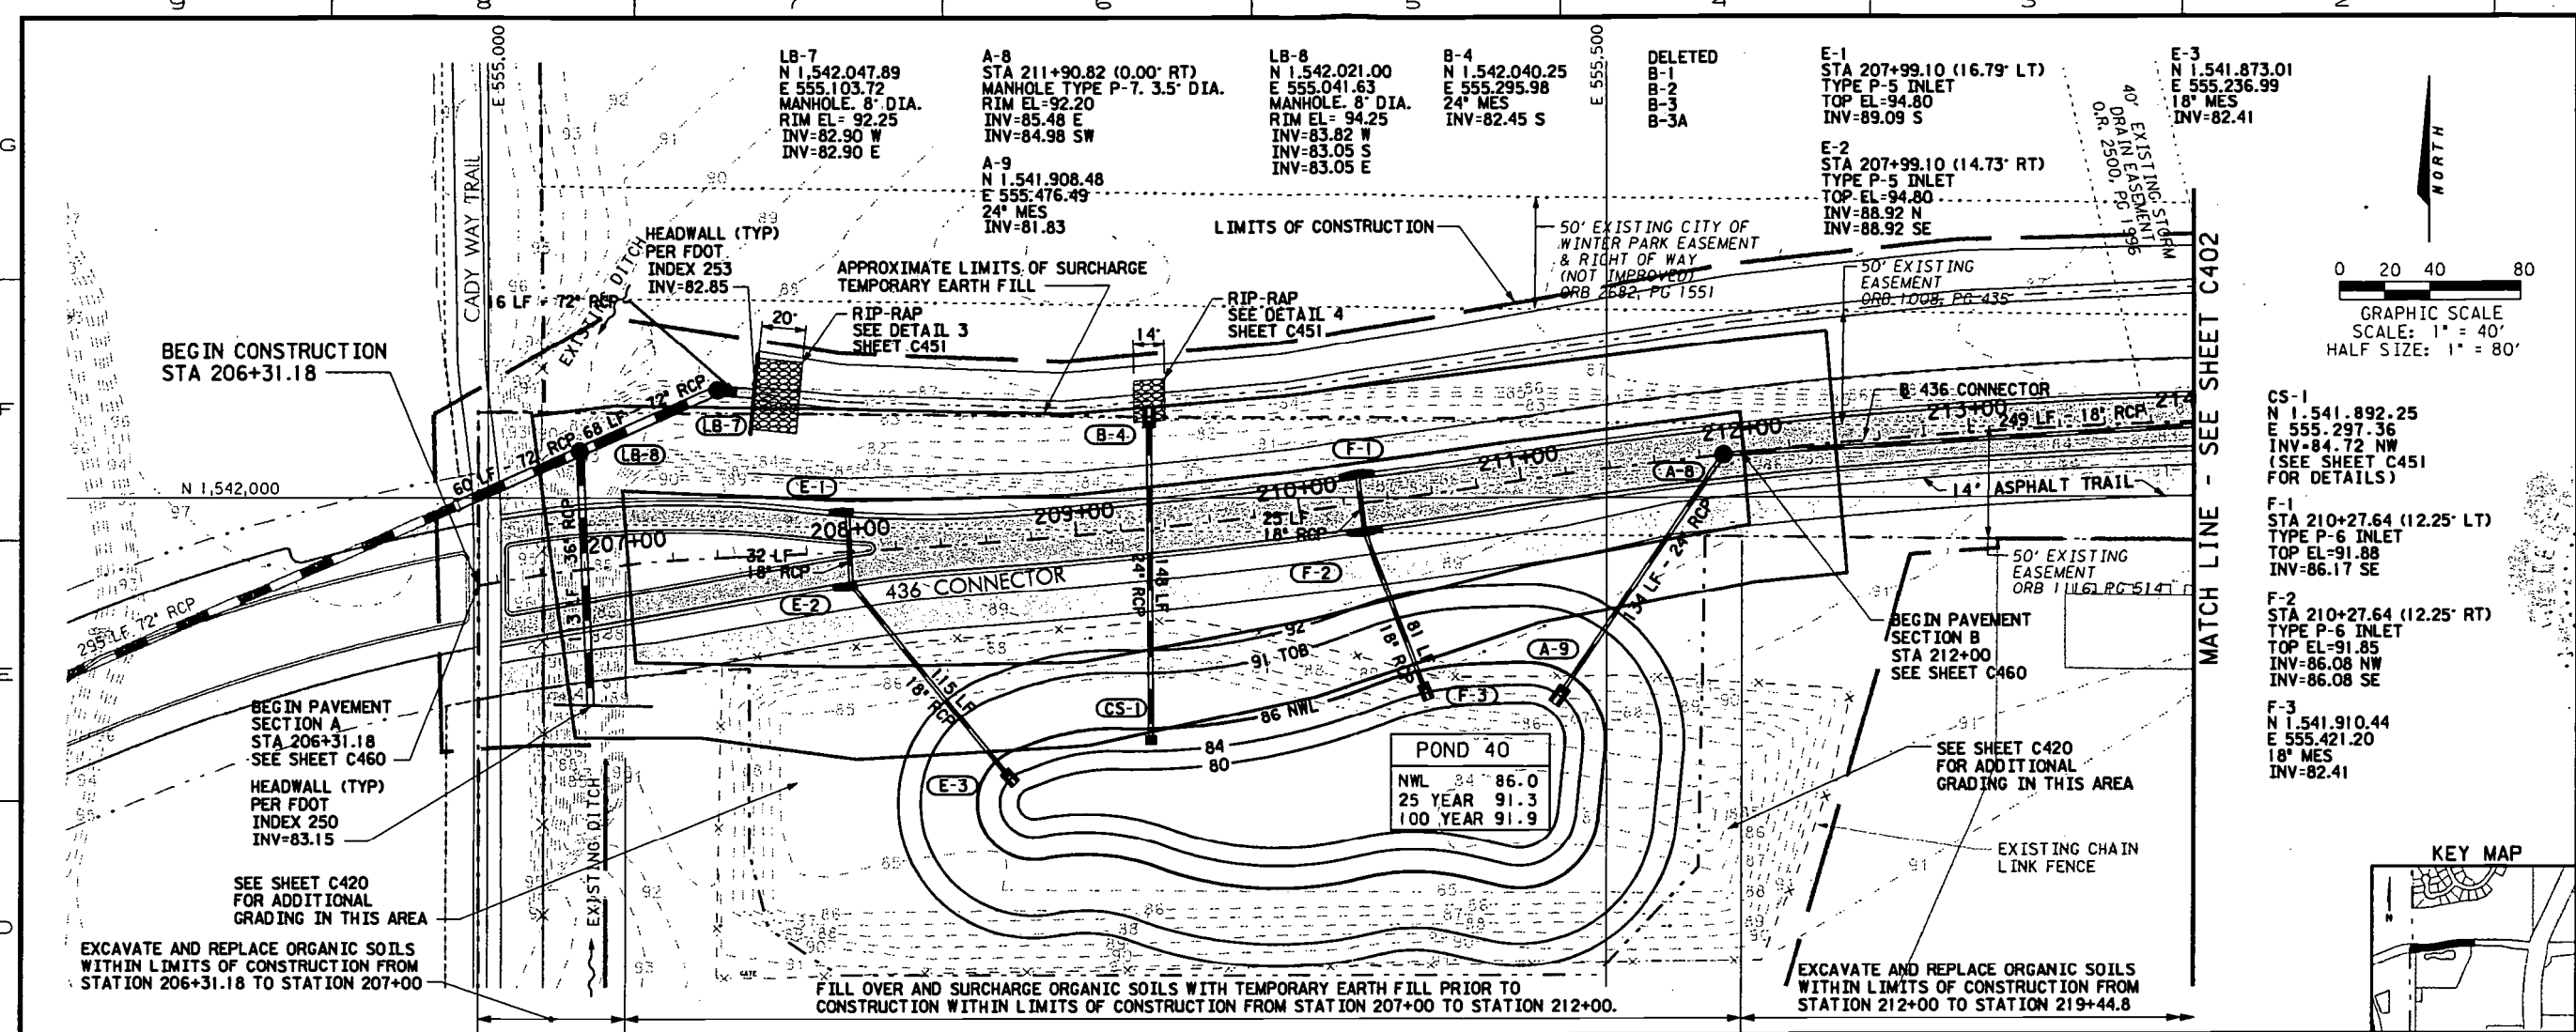 9 8 7 6 5 4 3 2
G
F
E
D
E 555.000
CADY WAY TRAIL
LB-7
N 1,542.047.89
E 555.103.72
MANHOLE. 8' DIA.
RIM EL= 92.25
INV=82.90 W
INV=82.90 E
A-8
STA 211+90.82 (0.00' RT)
MANHOLE TYPE P-7. 3.5' DIA.
RIM EL=92.20
INV=85.48 E
INV=84.98 SW
A-9
N 1.541.908.48
E 555.476.49
24" MES
INV=81.83
LB-8
N 1.542.021.00
E 555.041.63
MANHOLE. 8' DIA.
RIM EL= 94.25
INV=83.82 W
INV=83.05 S
INV=83.05 E
B-4
N 1.542.040.25
E 555.295.98
24" MES
INV=82.45 S
E 555.500
DELETED
B-1
B-2
B-3
B-3A
E-1
STA 207+99.10 (16.79' LT)
TYPE P-5 INLET
TOP EL=94.80
INV=89.09 S
E-2
STA 207+99.10 (14.73' RT)
TYPE P-5 INLET
TOP EL=94.80
INV=88.92 N
INV=88.92 SE
E-3
N 1.541.873.01
E 555.236.99
18" MES
INV=82.41
40' EXISTING STORM
DRAIN EASEMENT
O.R. 2500, PG 1996
NORTH
0 20 40 80
GRAPHIC SCALE
SCALE: 1" = 40'
HALF SIZE: 1" = 80'
HEADWALL (TYP)
PER FDOT
INDEX 253
INV=82.85
16 LF - 72" RCP
EXISTING DITCH
APPROXIMATE LIMITS OF SURCHARGE
TEMPORARY EARTH FILL
LIMITS OF CONSTRUCTION
50' EXISTING CITY OF
WINTER PARK EASEMENT
& RIGHT OF WAY
(NOT IMPROVED)
ORB 2682, PG 1551
50' EXISTING
EASEMENT
ORB 1008, PG 435
20'
RIP-RAP
SEE DETAIL 3
SHEET C451
14'
RIP-RAP
SEE DETAIL 4
SHEET C451
BEGIN CONSTRUCTION
STA 206+31.18
N 1,542,000
295 LF 72" RCP
60 LF 72" RCP
68 LF 72" RCP
LB-7
LB-8
B-4
E-1
E-2
F-1
F-2
A-8
207+00
208+00
209+00
210+00
211+00
212+00
213+00
214
436 CONNECTOR
436 CONNECTOR
249 LF - 18" RCP
14' ASPHALT TRAIL
32 LF
18" RCP
25 LF
18" RCP
148 LF
24" RCP
115 LF
18" RCP
81 LF
18" RCP
134 LF - 24" RCP
92
91 TOB
86 NWL
84
80
CS-1
E-3
F-3
A-9
POND 40
NWL 86.0
25 YEAR 91.3
100 YEAR 91.9
50' EXISTING
EASEMENT
BEGIN PAVEMENT
SECTION B
STA 212+00
SEE SHEET C460
MATCH LINE - SEE SHEET C402
CS-1
N 1.541.892.25
E 555.297.36
INV=84.72 NW
(SEE SHEET C451
FOR DETAILS)
F-1
STA 210+27.64 (12.25' LT)
TYPE P-6 INLET
TOP EL=91.88
INV=86.17 SE
F-2
STA 210+27.64 (12.25' RT)
TYPE P-6 INLET
TOP EL=91.85
INV=86.08 NW
INV=86.08 SE
F-3
N 1.541.910.44
E 555.421.20
18" MES
INV=82.41
BEGIN PAVEMENT
SECTION A
STA 206+31.18
SEE SHEET C460
HEADWALL (TYP)
PER FDOT
INDEX 250
INV=83.15
SEE SHEET C420
FOR ADDITIONAL
GRADING IN THIS AREA
EXISTING DITCH
SEE SHEET C420
FOR ADDITIONAL
GRADING IN THIS AREA
EXISTING CHAIN
LINK FENCE
EXCAVATE AND REPLACE ORGANIC SOILS
WITHIN LIMITS OF CONSTRUCTION FROM
STATION 206+31.18 TO STATION 207+00
GATE
FILL OVER AND SURCHARGE ORGANIC SOILS WITH TEMPORARY EARTH FILL PRIOR TO
CONSTRUCTION WITHIN LIMITS OF CONSTRUCTION FROM STATION 207+00 TO STATION 212+00.
EXCAVATE AND REPLACE ORGANIC SOILS
WITHIN LIMITS OF CONSTRUCTION FROM
STATION 212+00 TO STATION 219+44.8
KEY MAP
N